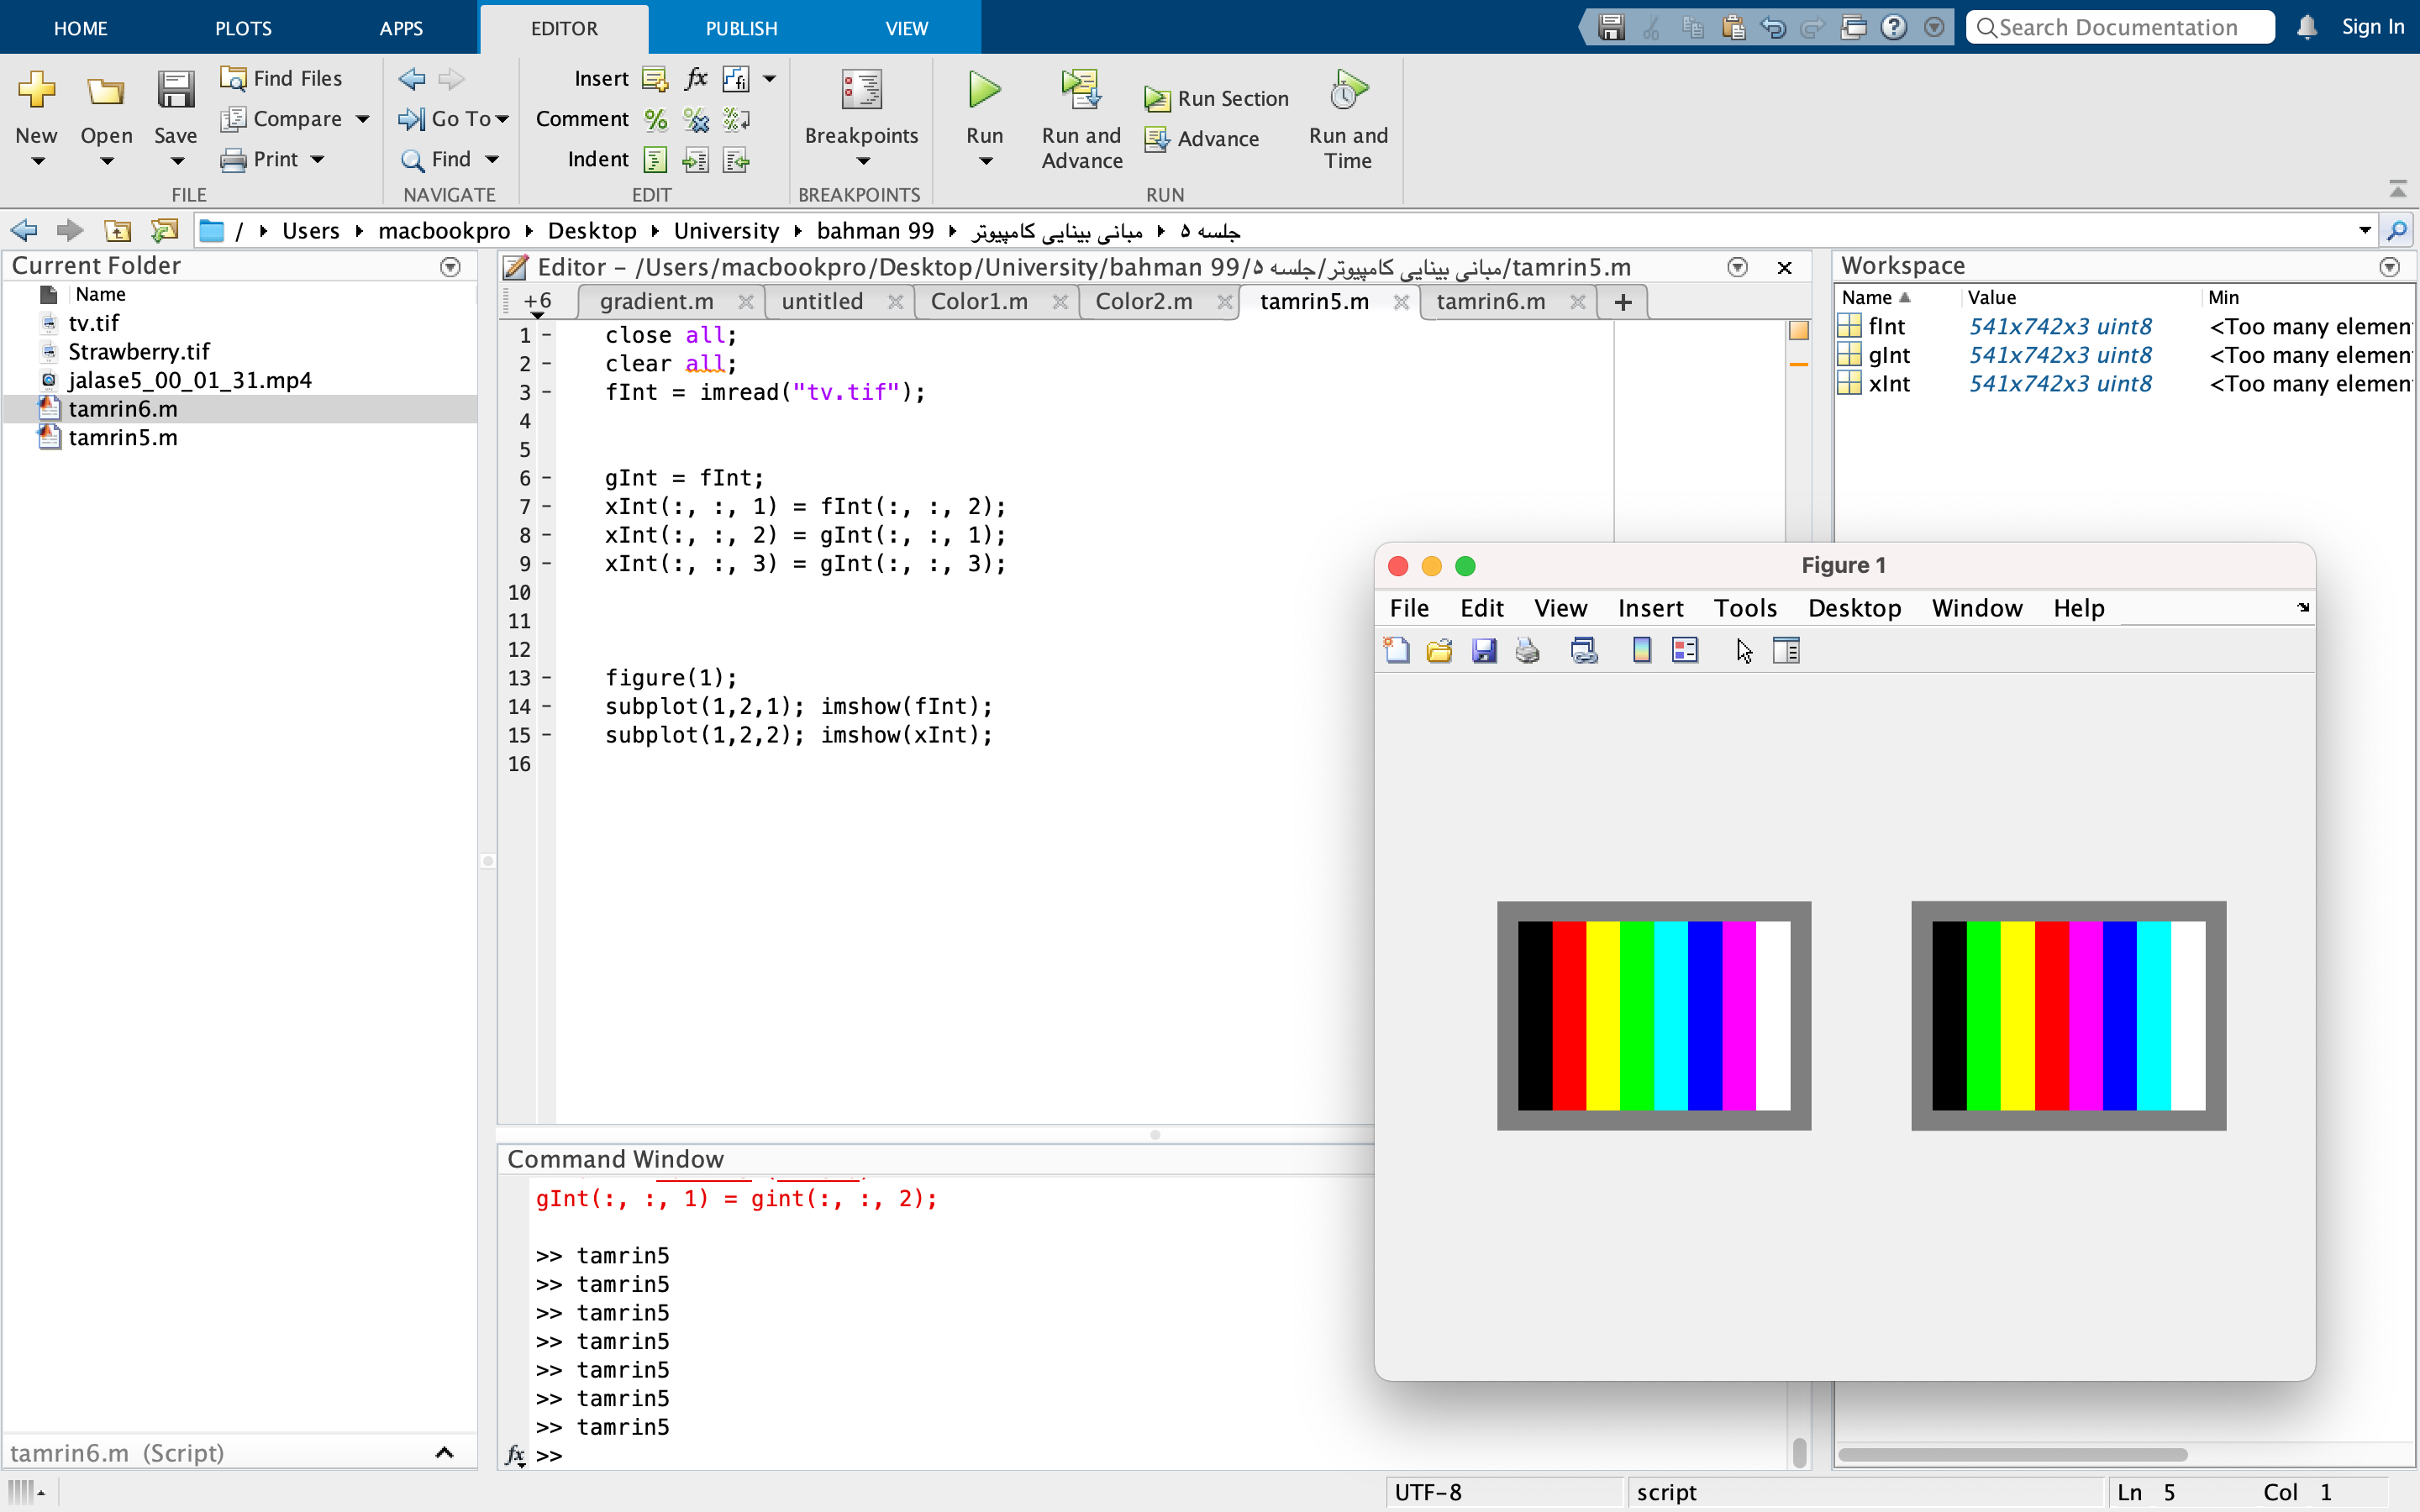 HOME PLOTS APPS EDITOR PUBLISH VIEW Search Documentation Sign In
New Open Save Find Files Compare Print
FILE
Go To Find
NAVIGATE
Insert fx fi
Comment
Indent
EDIT
Breakpoints
BREAKPOINTS
Run Run and Advance Run Section Advance Run and Time
RUN
/ Users macbookpro Desktop University bahman 99 مبانی بینایی کامپیوتر جلسه ۵
Current Folder
Name
tv.tif
Strawberry.tif
jalase5_00_01_31.mp4
tamrin6.m
tamrin5.m
tamrin6.m (Script)
Editor – /Users/macbookpro/Desktop/University/bahman 99/مبانی بینایی کامپیوتر/جلسه ۵/tamrin5.m
+6 gradient.m untitled Color1.m Color2.m tamrin5.m tamrin6.m +
1 – close all;
2 – clear all;
3 – fInt = imread("tv.tif");
4
5
6 – gInt = fInt;
7 – xInt(:, :, 1) = fInt(:, :, 2);
8 – xInt(:, :, 2) = gInt(:, :, 1);
9 – xInt(:, :, 3) = gInt(:, :, 3);
10
11
12
13 – figure(1);
14 – subplot(1,2,1); imshow(fInt);
15 – subplot(1,2,2); imshow(xInt);
16
Command Window
gInt(:, :, 1) = gint(:, :, 2);
>> tamrin5
>> tamrin5
>> tamrin5
>> tamrin5
>> tamrin5
>> tamrin5
>> tamrin5
fx >>
Workspace
Name Value Min
fInt 541x742x3 uint8 <Too many elemen
gInt 541x742x3 uint8 <Too many elemen
xInt 541x742x3 uint8 <Too many elemen
Figure 1
File Edit View Insert Tools Desktop Window Help
UTF-8 script Ln 5 Col 1